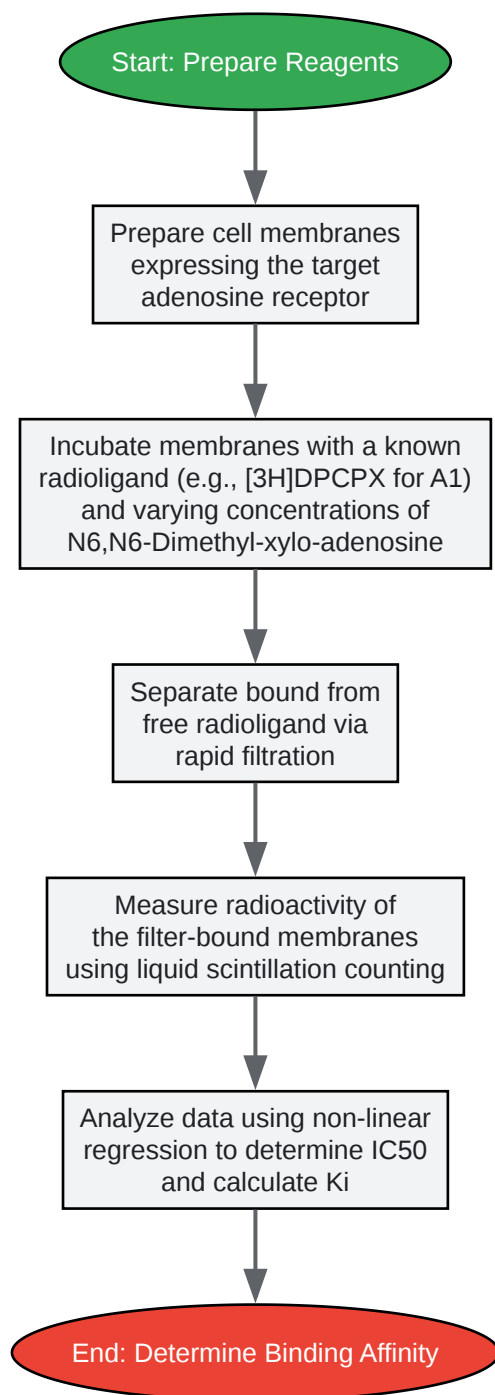 Start: Prepare Reagents
Prepare cell membranes
expressing the target
adenosine receptor
Incubate membranes with a known
radioligand (e.g., [3H]DPCPX for A1)
and varying concentrations of
N6,N6-Dimethyl-xylo-adenosine
Separate bound from
free radioligand via
rapid filtration
Measure radioactivity of
the filter-bound membranes
using liquid scintillation counting
Analyze data using non-linear
regression to determine IC50
and calculate Ki
End: Determine Binding Affinity